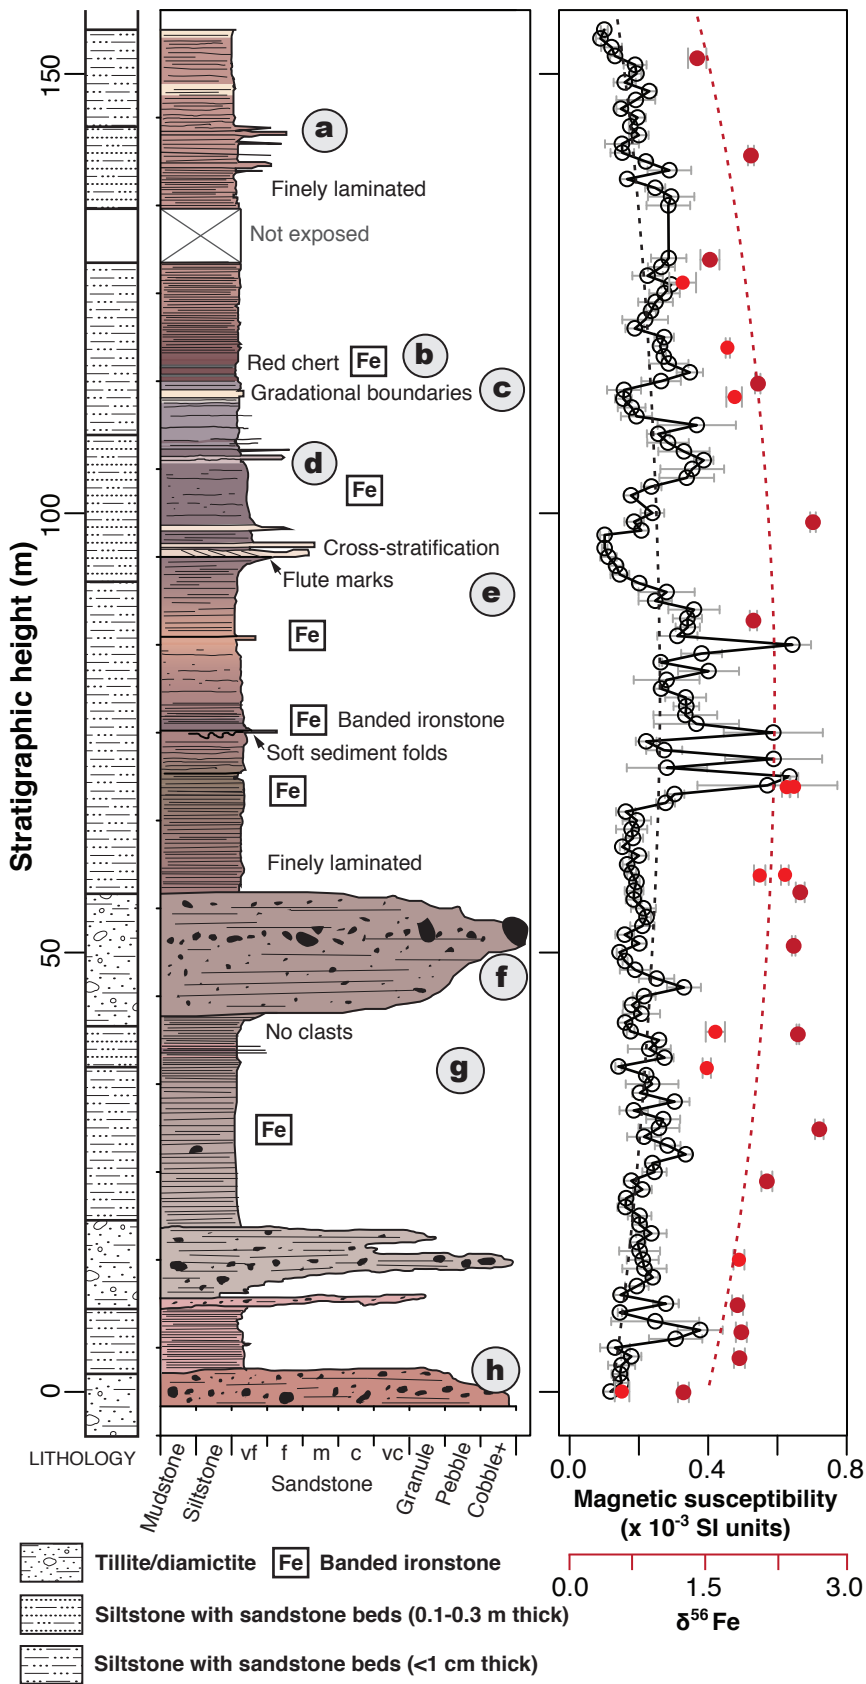 150
a
Finely laminated
Not exposed
Red chert Fe b
Gradational boundaries c
d
Fe
100
Cross-stratification
Flute marks
e
Fe
Fe Banded ironstone
Soft sediment folds
Fe
Finely laminated
Stratigraphic height (m)
50
f
No clasts
g
Fe
h
0
LITHOLOGY
Mudstone
Siltstone
vf f m c vc
Sandstone
Granule
Pebble
Cobble+
0.0 0.4 0.8
Magnetic susceptibility
(x 10⁻³ SI units)
0.0 1.5 3.0
δ⁵⁶Fe
Tillite/diamictite Fe Banded ironstone
Siltstone with sandstone beds (0.1-0.3 m thick)
Siltstone with sandstone beds (<1 cm thick)